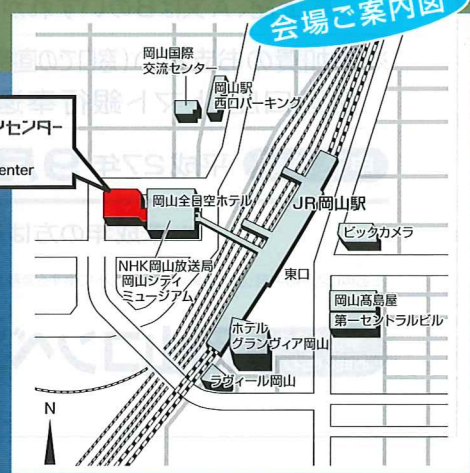 会場ご案内図
岡山国際
交流センター
岡山駅
西口パーキング
ンセンター
enter
岡山全日空ホテル
JR岡山駅
ビックカメラ
NHK岡山放送局
岡山シティ
ミュージアム
東口
岡山髙島屋
第一セントラルビル
ホテル
グランヴィア岡山
ラヴィール岡山
N